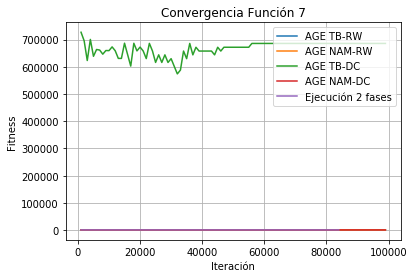 Convergencia Función 7
700000
600000
500000
400000
300000
200000
100000
0
Fitness
AGE TB-RW
AGE NAM-RW
AGE TB-DC
AGE NAM-DC
Ejecución 2 fases
0 20000 40000 60000 80000 100000
Iteración